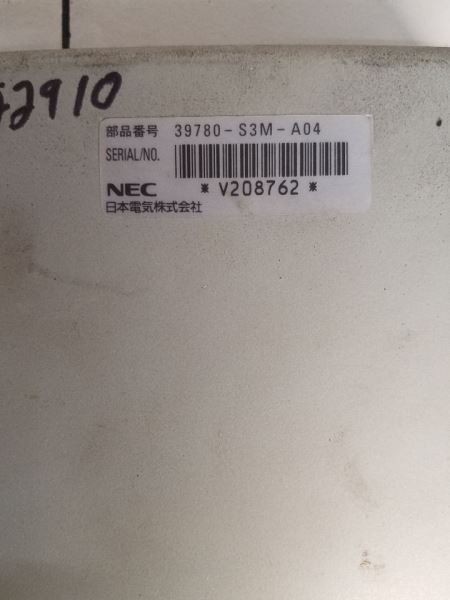 2910
部品番号 39780-S3M-A04
SERIAL/NO.
NEC * V208762 *
日本電気株式会社